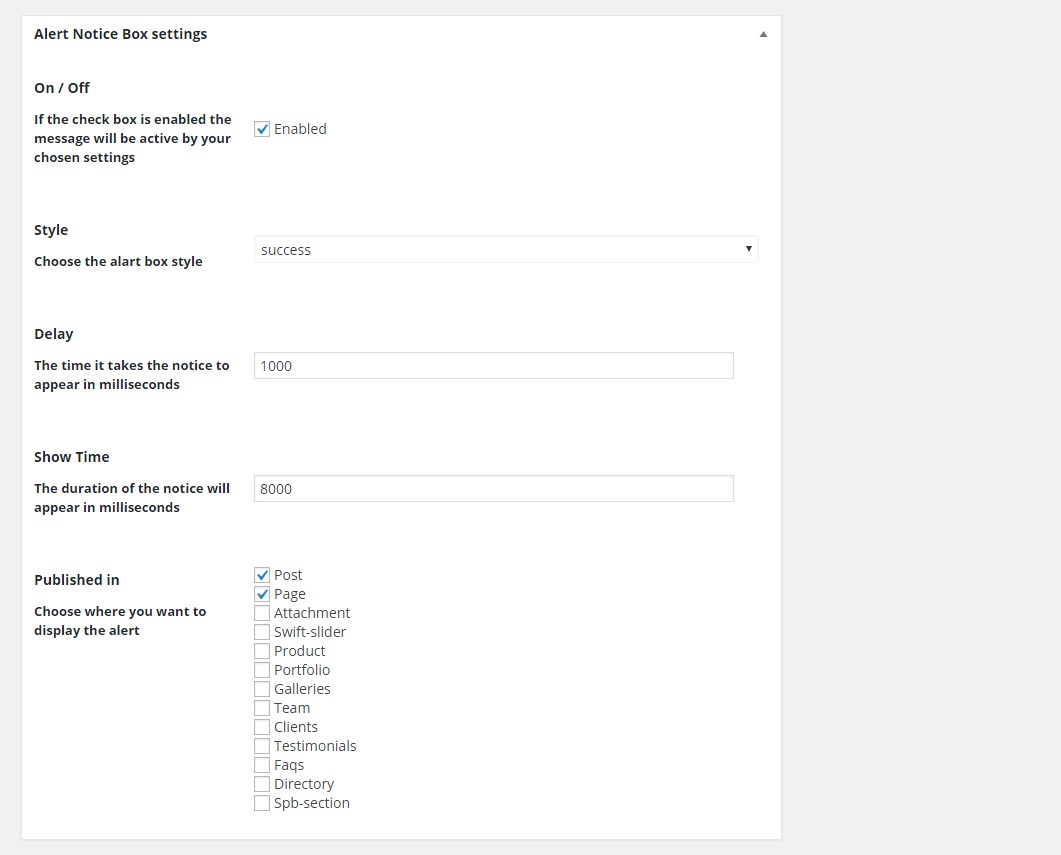 Alert Notice Box settings
On / Off
If the check box is enabled the
message will be active by your
chosen settings
Enabled
Style
Choose the alart box style
success
Delay
The time it takes the notice to
appear in milliseconds
1000
Show Time
The duration of the notice will
appear in milliseconds
8000
Published in
Choose where you want to
display the alert
Post
Page
Attachment
Swift-slider
Product
Portfolio
Galleries
Team
Clients
Testimonials
Faqs
Directory
Spb-section